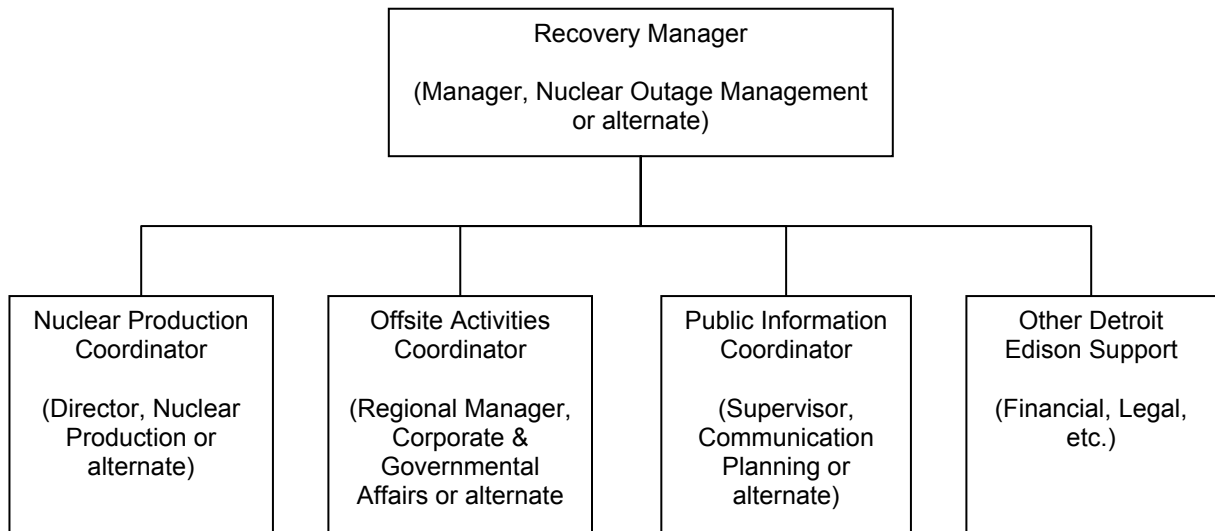 Recovery Manager
(Manager, Nuclear Outage Management
or alternate)
Nuclear Production
Coordinator
(Director, Nuclear
Production or
alternate)
Offsite Activities
Coordinator
(Regional Manager,
Corporate &
Governmental
Affairs or alternate
Public Information
Coordinator
(Supervisor,
Communication
Planning or
alternate)
Other Detroit
Edison Support
(Financial, Legal,
etc.)